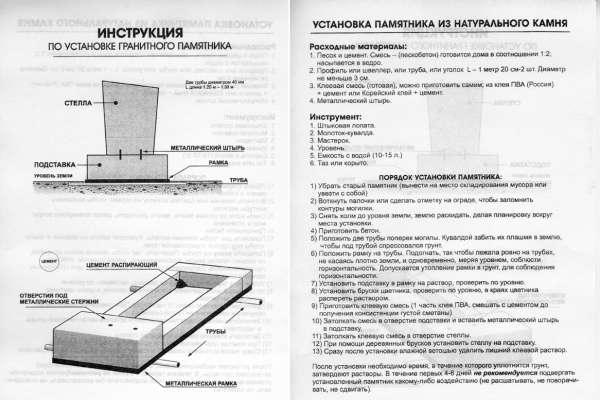 ИНСТРУКЦИЯ
ПО УСТАНОВКЕ ГРАНИТНОГО ПАМЯТНИКА
Две трубы диаметром 40 мм
L длина 1.20 м – 1.38 м
СТЕЛЛА
МЕТАЛЛИЧЕСКИЙ ШТЫРЬ
ПОДСТАВКА
РАМКА
УРОВЕНЬ ЗЕМЛИ
ТРУБА
ЦЕМЕНТ
ЦЕМЕНТ РАСПИРАЮЩИЙ
ОТВЕРСТИЯ ПОД
МЕТАЛЛИЧЕСКИЕ СТЕРЖНИ
ТРУБЫ
МЕТАЛЛИЧЕСКАЯ РАМКА
УСТАНОВКА ПАМЯТНИКА ИЗ НАТУРАЛЬНОГО КАМНЯ
Расходные материалы:
1. Песок и цемент. Смесь – (пескобетон) готовится дома в соотношении 1:2;
насыпается в ведро.
2. Профиль или швеллер, или труба, или уголок L – 1 метр 20 см-2 шт. Диаметр
не меньше 3 см.
3. Клеевая смесь (готовая), можно приготовить самим; из клея ПВА (Россия)
+ цемент или Корейский клей + цемент.
4. Металлический штырь.
Инструмент:
1. Штыковая лопата.
2. Молоток-кувалда.
3. Мастерок.
4. Уровень.
5. Емкость с водой (10-15 л.)
6. Таз или корыто.
ПОРЯДОК УСТАНОВКИ ПАМЯТНИКА:
1) Убрать старый памятник (вынести на место складирования мусора или
увезти с собой)
2) Воткнуть палочки или сделать отметку на ограде, чтобы запомнить
контуры могилки.
3) Снять холм до уровня земли, землю раскидать, делая планировку вокруг
места установки.
4) Приготовить бетон.
5) Положить две трубы поперек могилы. Кувалдой забить их плашмя в землю,
чтобы под трубой спрессовался грунт.
6) Положить рамку на трубы. Подогнать, так чтобы лежала ровно на трубах,
не касаясь плотно земли, и одновременно, меряя уровнем, соблюсти
горизонтальность. Допускается утопление рамки в грунт, для соблюдения
горизонтальности.
7) Установить подставку в рамку на раствор, проверить по уровню.
8) Установить бруски цветника, проверить по уровню, в краях цветника
распереть раствором.
9) Приготовить клеевую смесь (1 часть клея ПВА, смешать с цементом до
получения консистенции густой сметаны)
10) Затолкать смесь в отверстие подставки и вставить металлический штырь
в подставку.
11) Затолкать клеевую смесь в отверстие стеллы.
12) При помощи деревянных брусков установить стеллу на подставку.
13) Сразу после установки влажной ветошью удалить лишний клеевой раствор.
После установки необходимо время, в течение которого уплотнится грунт,
затвердеют растворы. В течение первых 4-6 дней не рекомендуется подвергать
установленный памятник какому-либо воздействию (не расшатывать, не поворачи-
вать, не сдвигать).